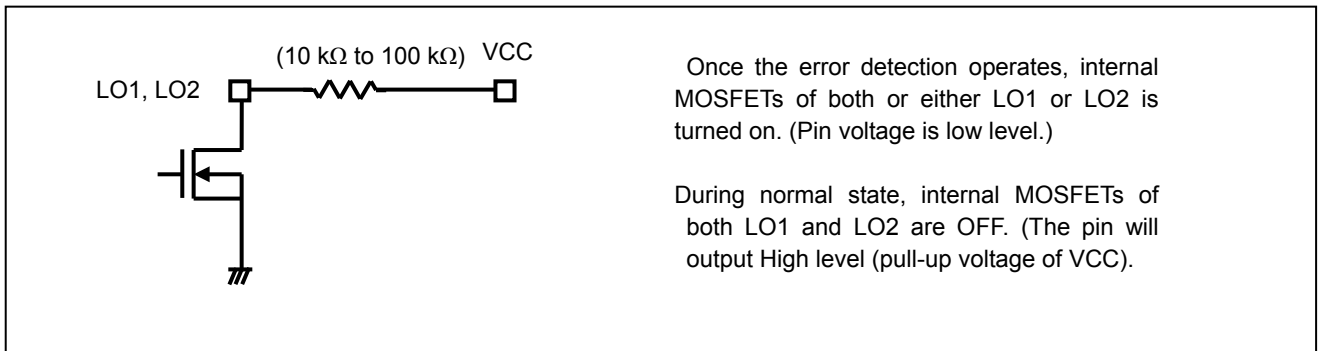 (10 kΩ to 100 kΩ) VCC
LO1, LO2
Once the error detection operates, internal
MOSFETs of both or either LO1 or LO2 is
turned on. (Pin voltage is low level.)
During normal state, internal MOSFETs of
both LO1 and LO2 are OFF. (The pin will
output High level (pull-up voltage of VCC).